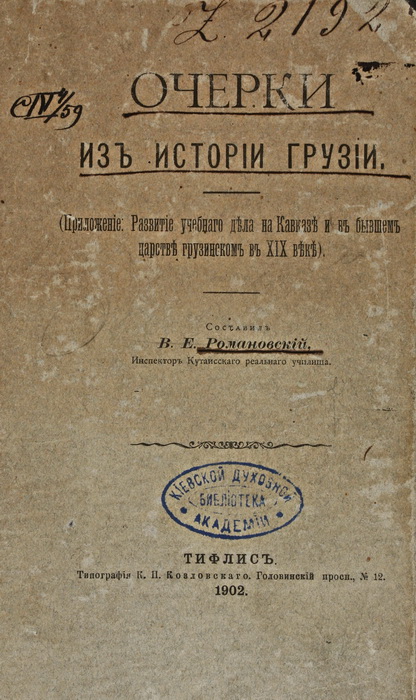 Z. 2192
CIV 4/59
ОЧЕРКИ
ИЗЪ ИСТОРІИ ГРУЗІИ.
(Приложеніе: Развитіе учебнаго дѣла на Кавказѣ и въ бывшемъ
царствѣ грузинскомъ въ XIX вѣкѣ).
Составилъ
В. Е. Романовскій,
Инспекторъ Кутаисскаго реальнаго училища.
КІЕВСКОЙ ДУХОВНОЙ
БИБЛІОТЕКА
АКАДЕМІИ
ТИФЛИСЪ.
Типографія К. П. Козловскаго. Головинскій просп., № 12.
1902.